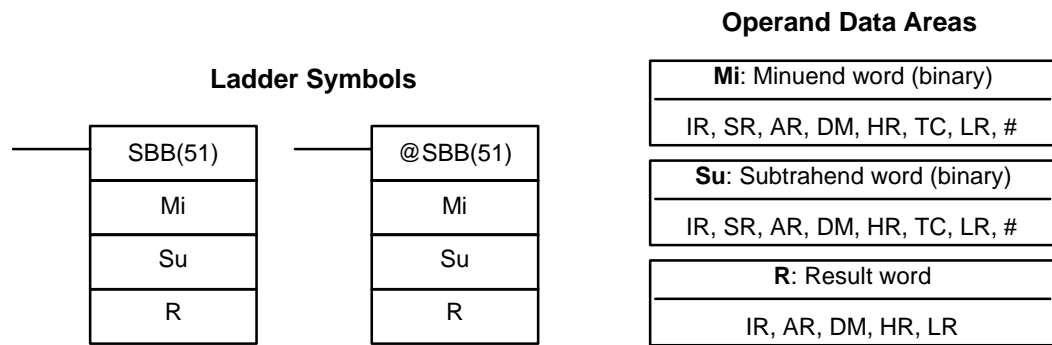 Operand Data Areas
Ladder Symbols
Mi: Minuend word (binary)
IR, SR, AR, DM, HR, TC, LR, #
SBB(51)
@SBB(51)
Mi
Mi
Su: Subtrahend word (binary)
IR, SR, AR, DM, HR, TC, LR, #
Su
Su
R
R
R: Result word
IR, AR, DM, HR, LR